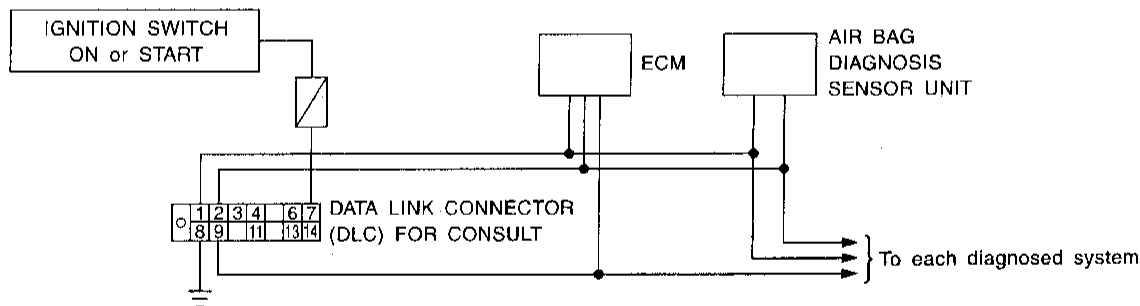 IGNITION SWITCH
ON or START
ECM
AIR BAG
DIAGNOSIS
SENSOR UNIT
1 2 3 4 6 7
8 9 11 13 14
DATA LINK CONNECTOR
(DLC) FOR CONSULT
To each diagnosed system